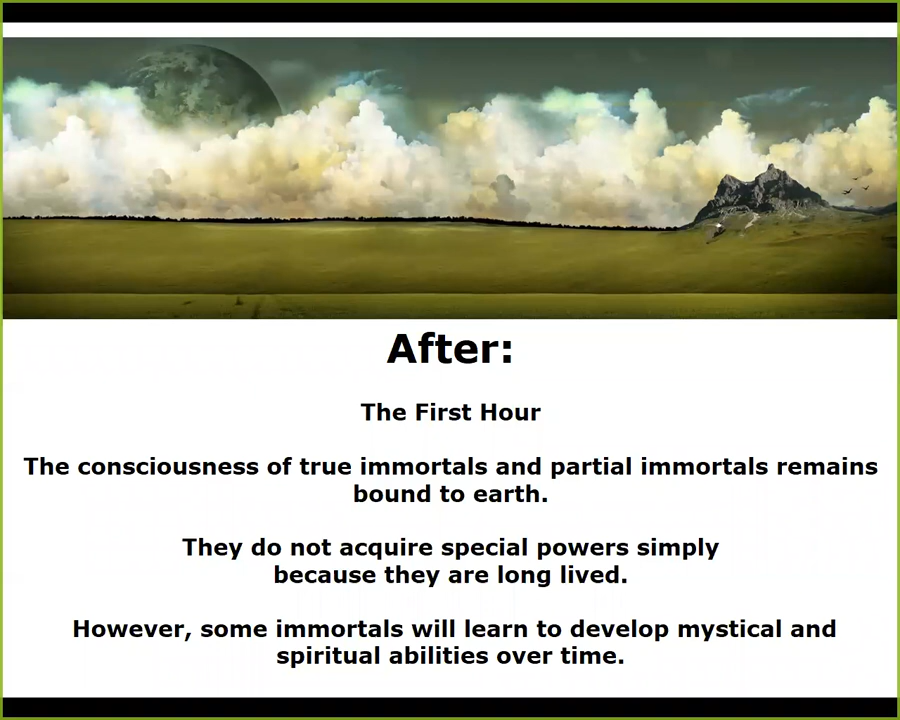 After:
The First Hour
The consciousness of true immortals and partial immortals remains
bound to earth.
They do not acquire special powers simply
because they are long lived.
However, some immortals will learn to develop mystical and
spiritual abilities over time.